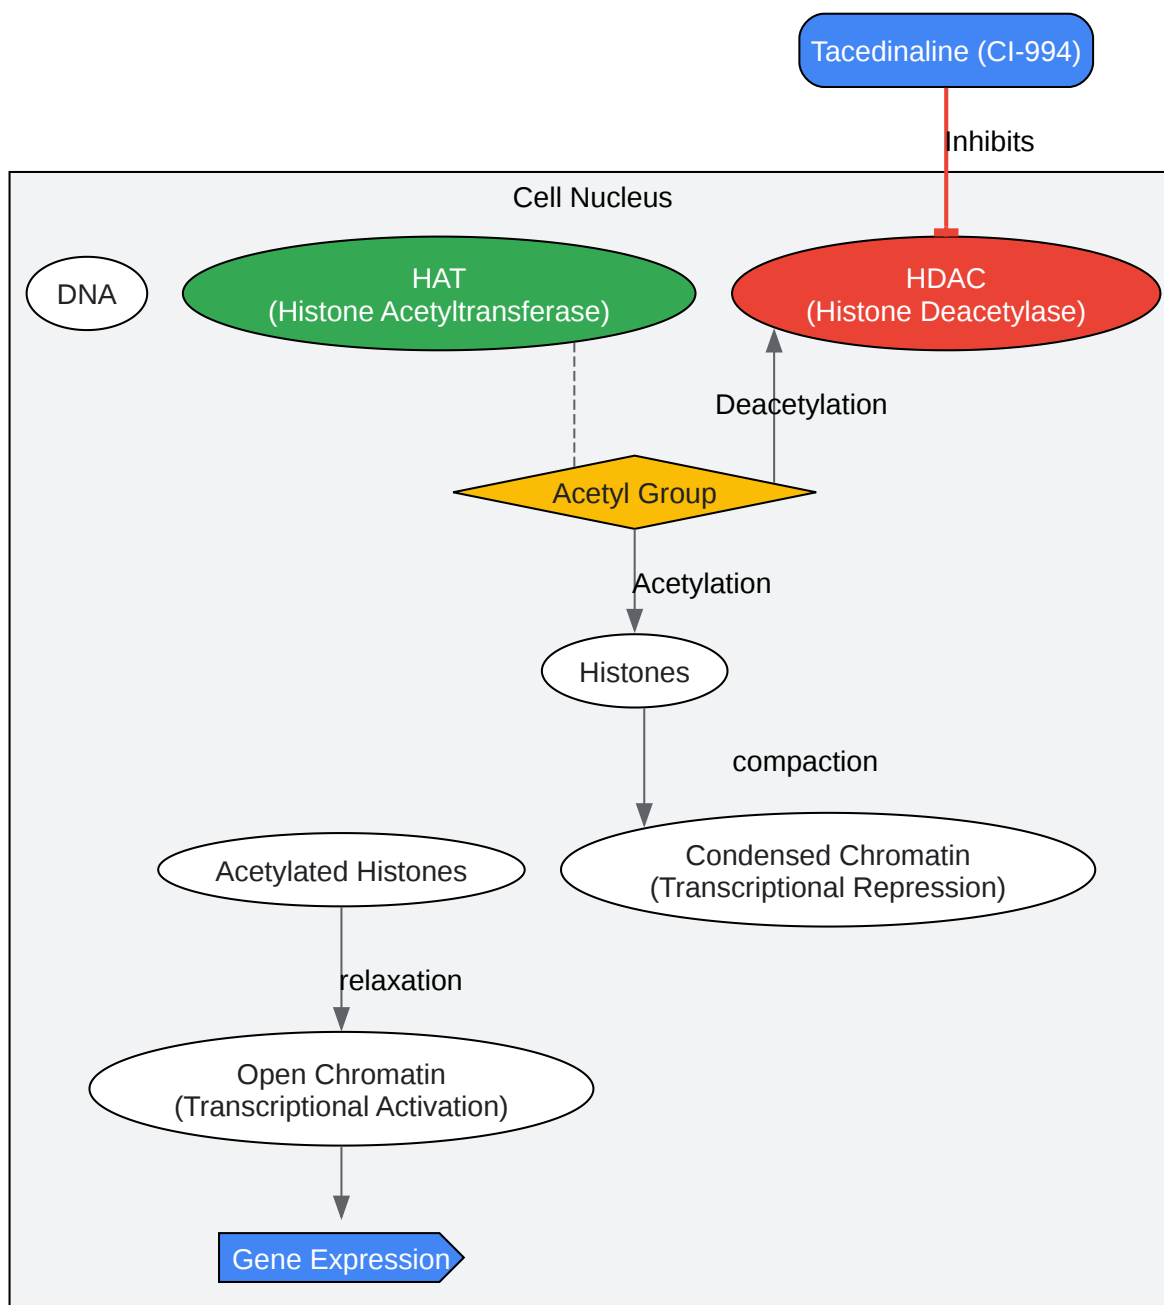 Tacedinaline (CI-994)
Inhibits
Cell Nucleus
DNA
HAT
(Histone Acetyltransferase)
HDAC
(Histone Deacetylase)
Deacetylation
Acetyl Group
Acetylation
Histones
compaction
Acetylated Histones
Condensed Chromatin
(Transcriptional Repression)
relaxation
Open Chromatin
(Transcriptional Activation)
Gene Expression